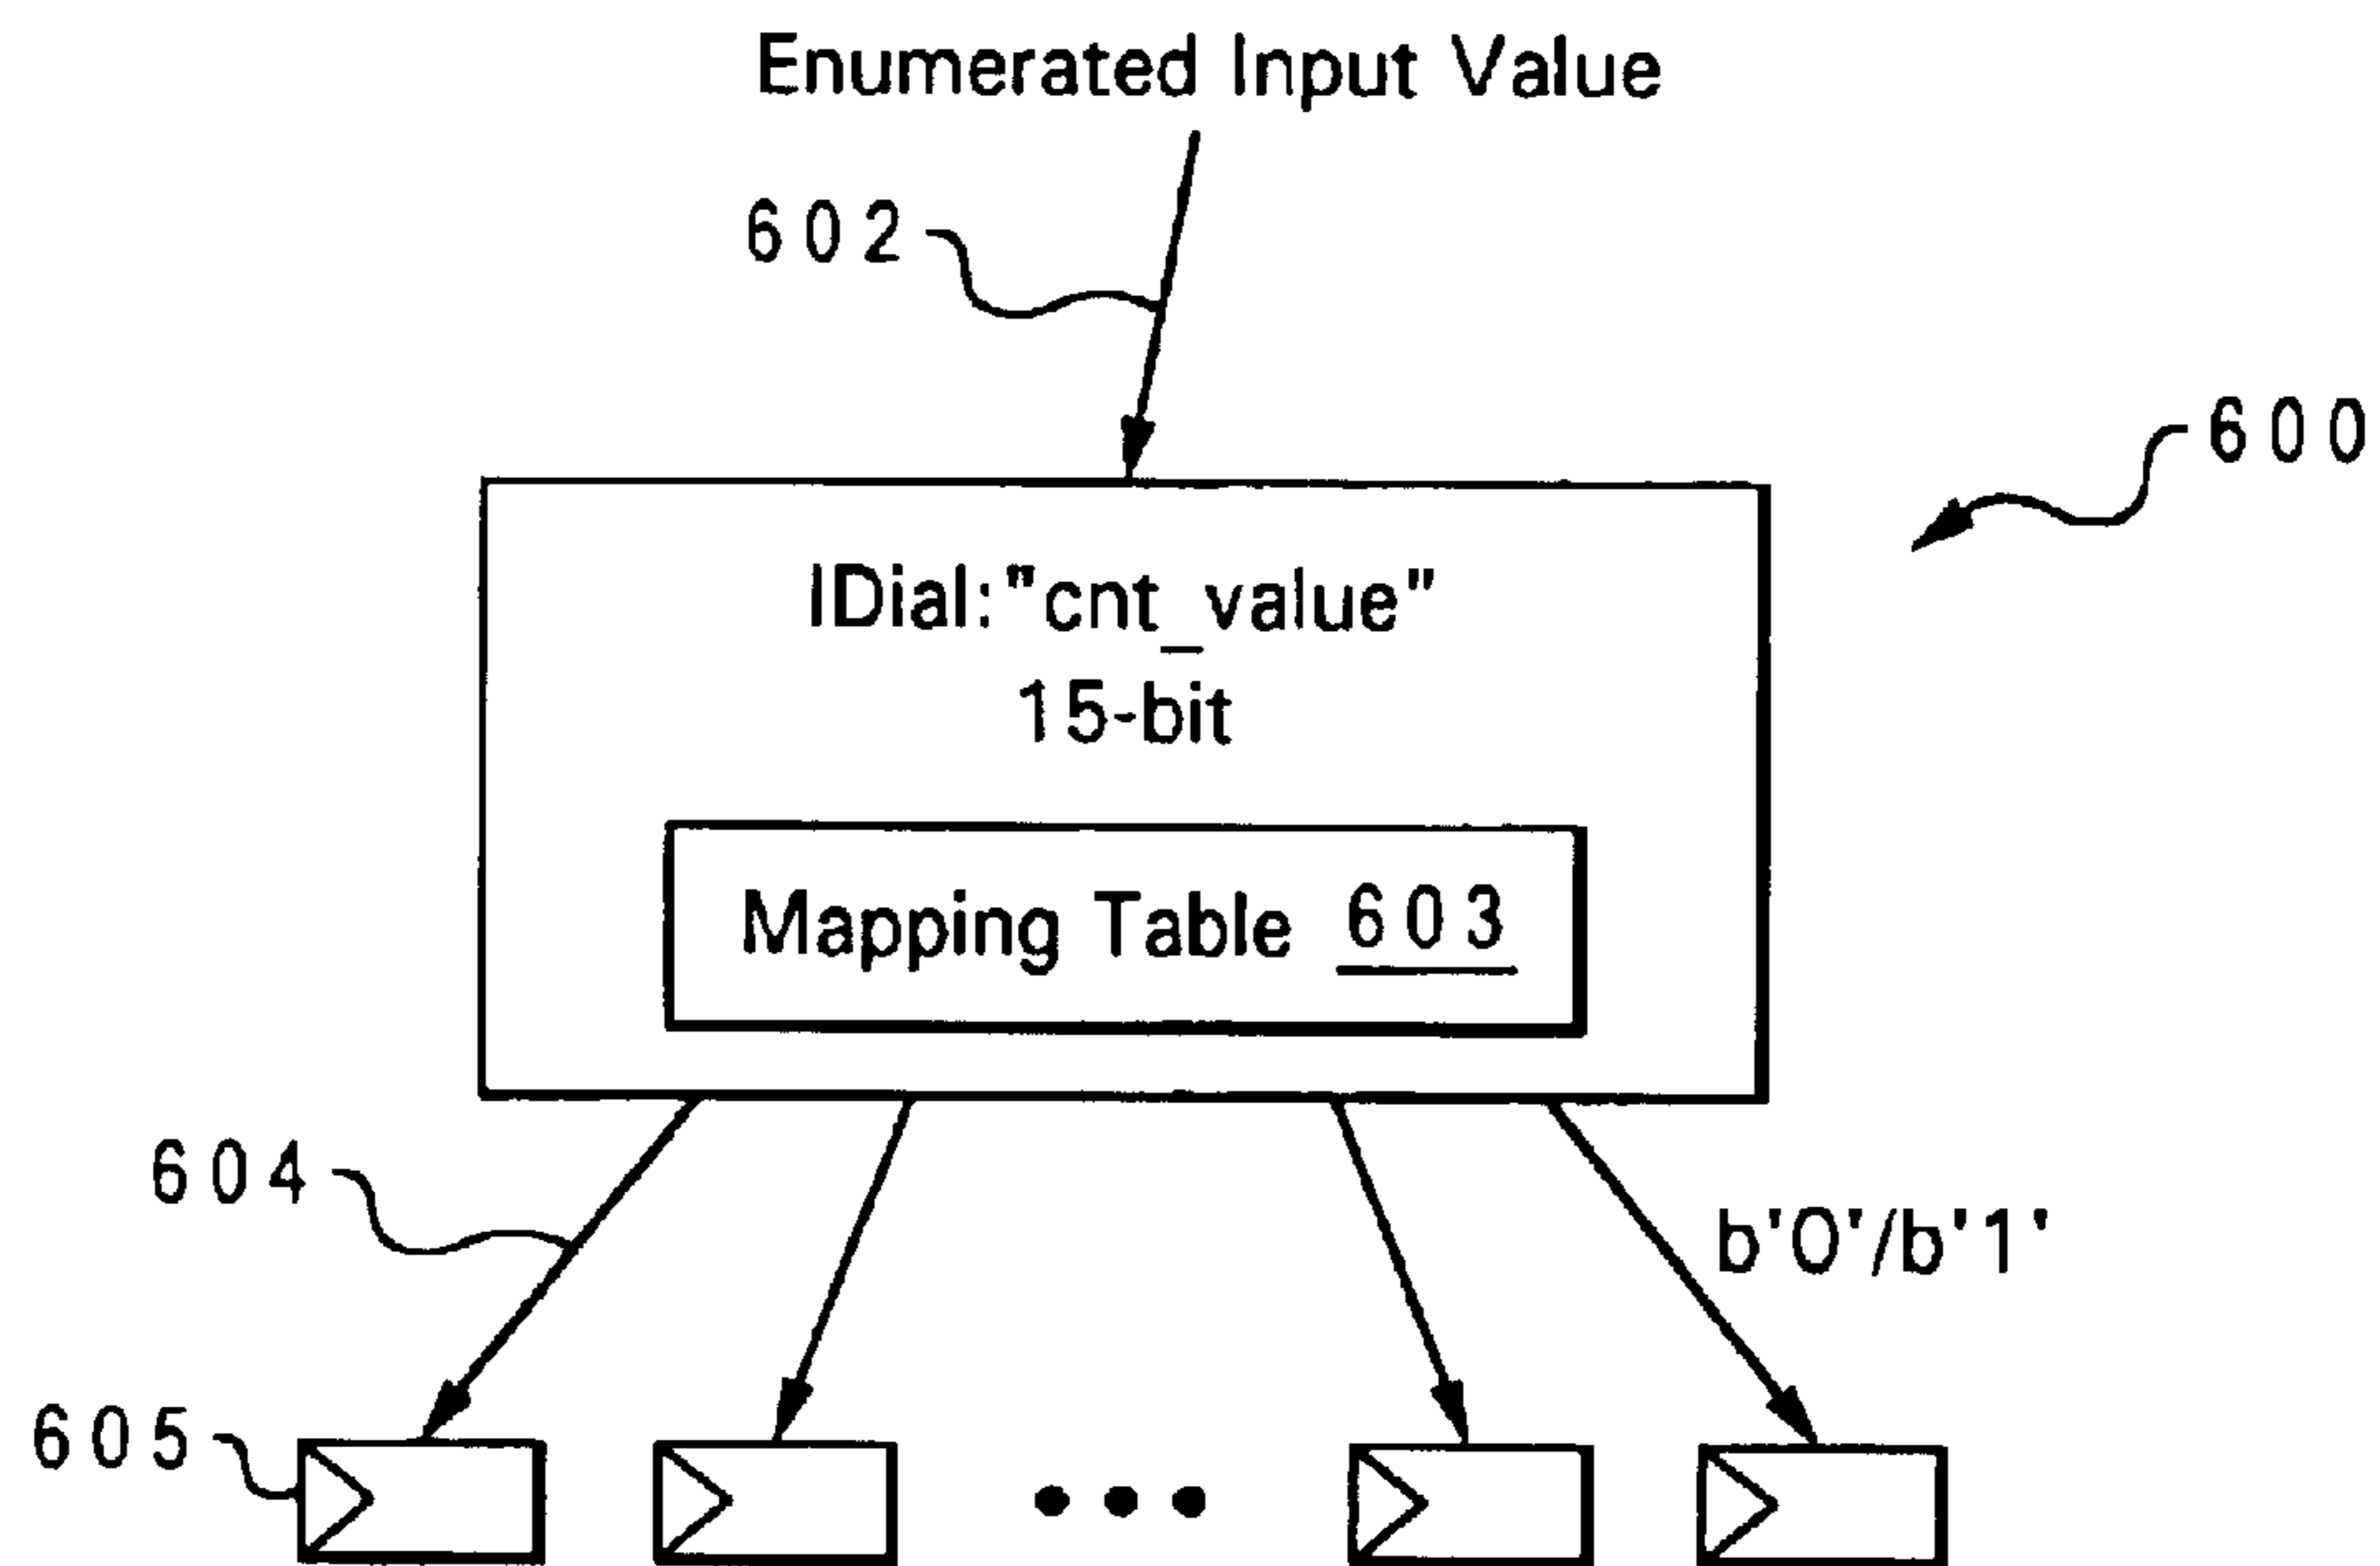 Enumerated Input Value
602
600
IDial:"cnt_value"
15-bit
Mapping Table 603
604
b'0'/b'1'
605